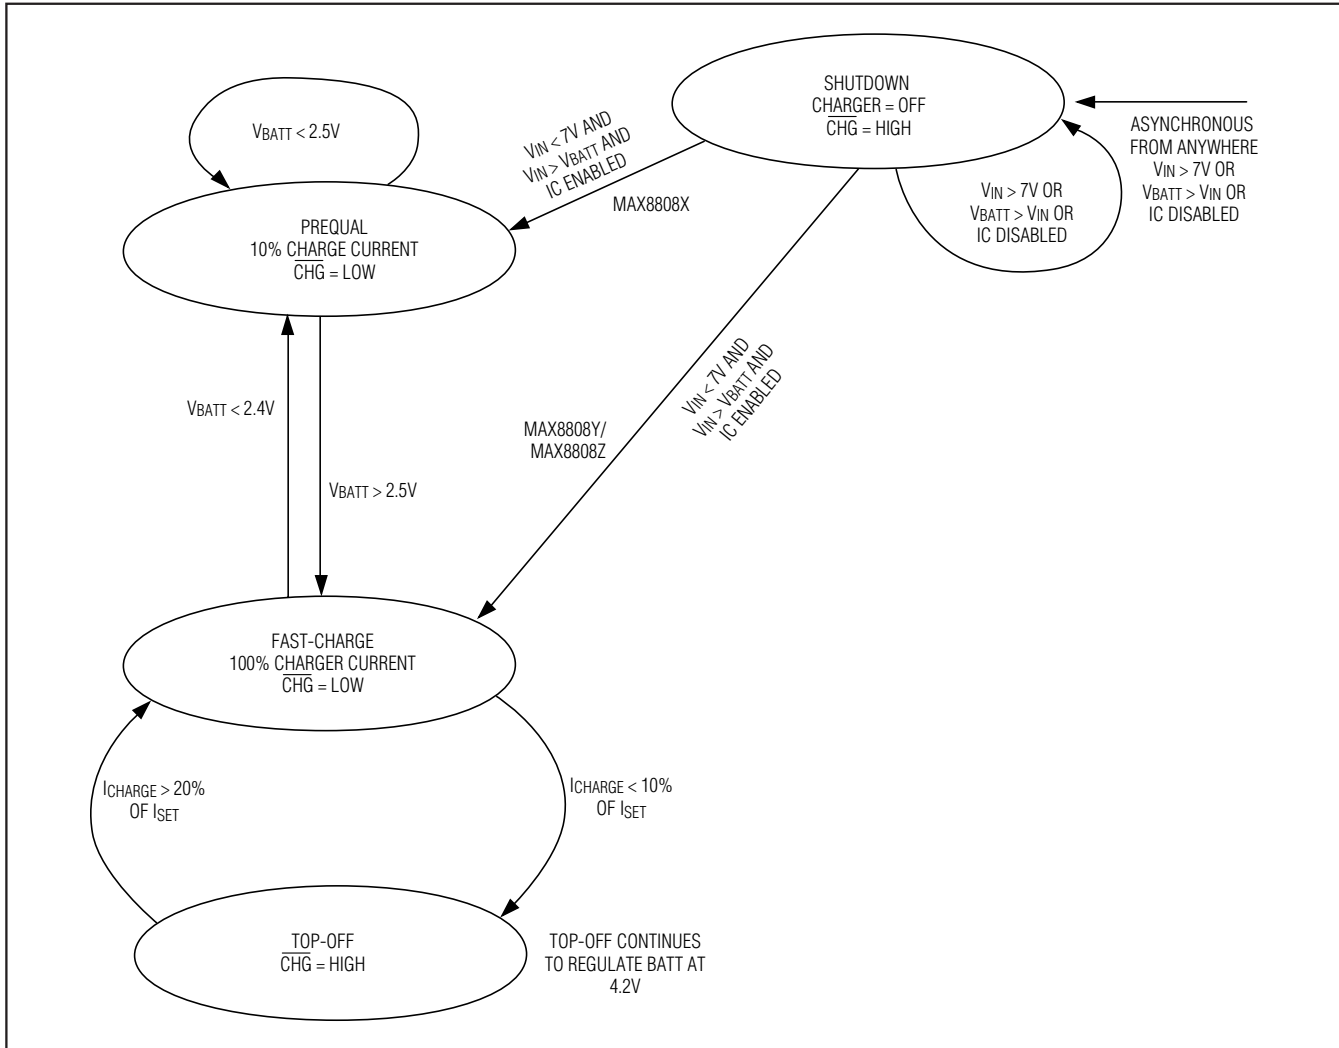 SHUTDOWN
CHARGER = OFF
CHG = HIGH
ASYNCHRONOUS
FROM ANYWHERE
VIN > 7V OR
VBATT > VIN OR
IC DISABLED
VIN > 7V OR
VBATT > VIN OR
IC DISABLED
VBATT < 2.5V
VIN < 7V AND
VIN > VBATT AND
IC ENABLED
MAX8808X
PREQUAL
10% CHARGE CURRENT
CHG = LOW
VIN < 7V AND
VIN > VBATT AND
IC ENABLED
MAX8808Y/
MAX8808Z
VBATT < 2.4V
VBATT > 2.5V
FAST-CHARGE
100% CHARGER CURRENT
CHG = LOW
ICHARGE > 20%
OF ISET
ICHARGE < 10%
OF ISET
TOP-OFF
CHG = HIGH
TOP-OFF CONTINUES
TO REGULATE BATT AT
4.2V